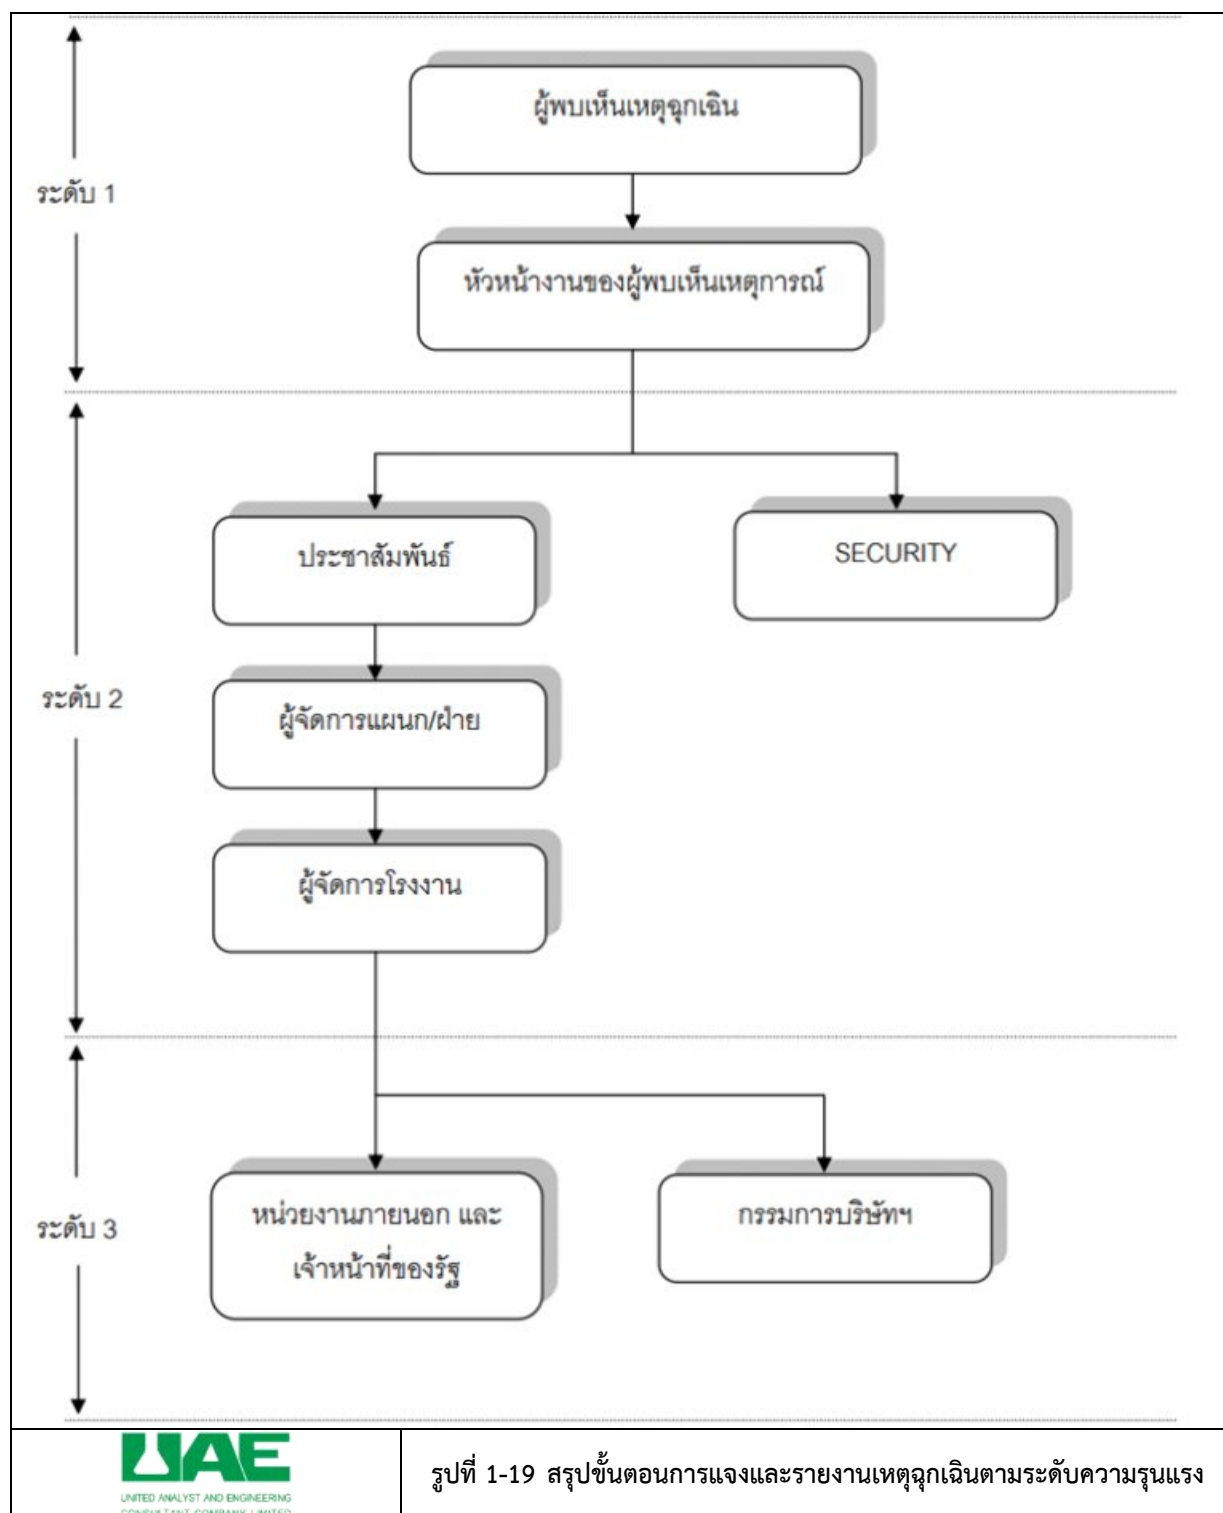 ผู้พบเห็นเหตุฉุกเฉิน
ระดับ 1
หัวหน้างานของผู้พบเห็นเหตุการณ์
ประชาสัมพันธ์
SECURITY
ระดับ 2
ผู้จัดการแผนก/ฝ่าย
ผู้จัดการโรงงาน
หน่วยงานภายนอก และ
เจ้าหน้าที่ของรัฐ
กรรมการบริษัทฯ
ระดับ 3
UAE
UNITED ANALYST AND ENGINEERING
CONSULTANT COMPANY LIMITED
รูปที่ 1-19 สรุปขั้นตอนการแจงและรายงานเหตุฉุกเฉินตามระดับความรุนแรง